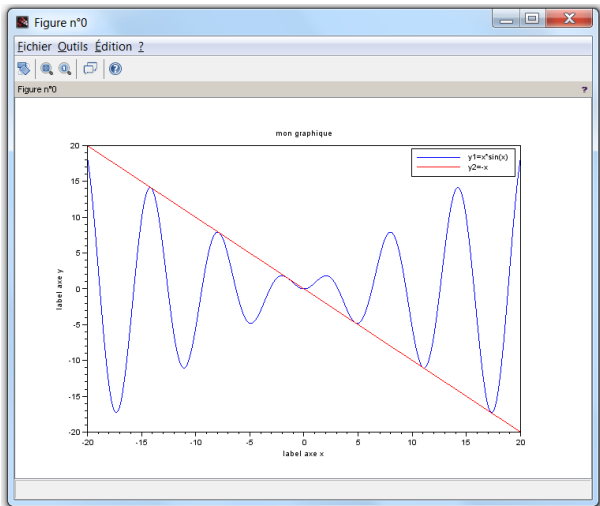 Figure n°0
Fichier Outils Édition ?
Figure n°0
?
mon graphique
y1=x*sin(x)
y2=-x
label axe y
20
15
10
5
0
-5
-10
-15
-20
-20 -15 -10 -5 0 5 10 15 20
label axe x